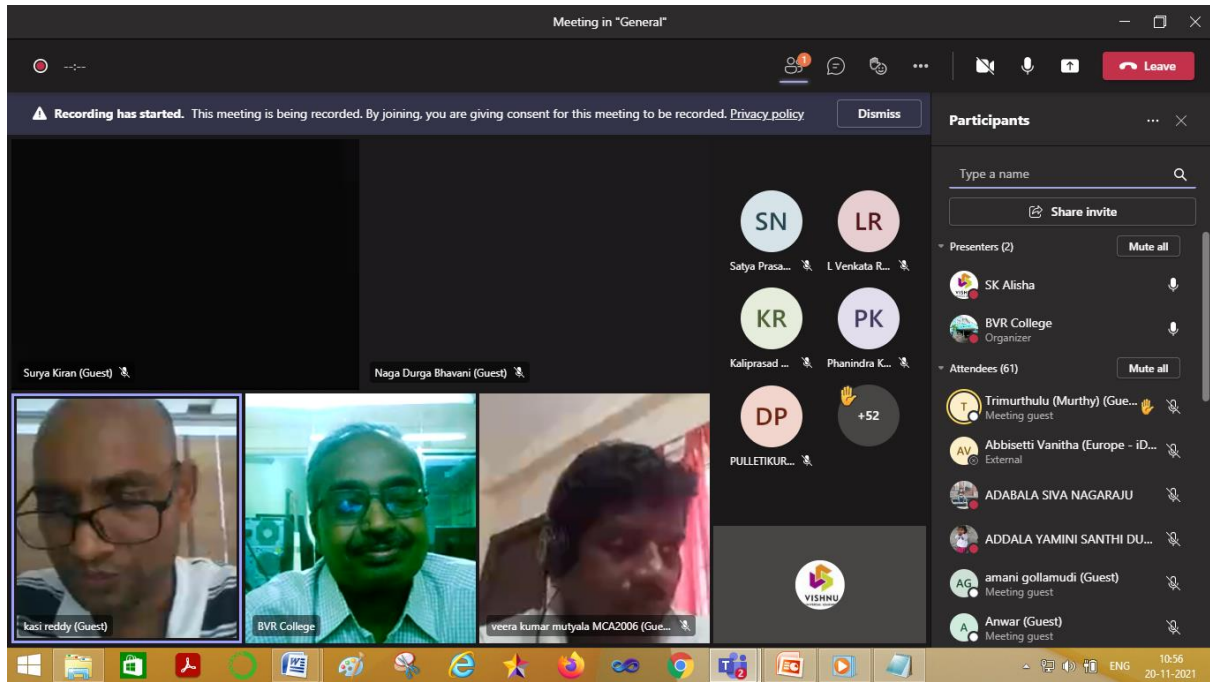 Meeting in "General"
--:--
1
Leave
Recording has started. This meeting is being recorded. By joining, you are giving consent for this meeting to be recorded. Privacy policy
Dismiss
Surya Kiran (Guest)
Naga Durga Bhavani (Guest)
kasi reddy (Guest)
BVR College
veera kumar mutyala MCA2006 (Gue...
SN
LR
Satya Prasa...
L Venkata R...
KR
PK
Kaliprasad ...
Phanindra K...
DP
+52
PULLETIKUR...
VISHNU
Participants
Type a name
Share invite
Presenters (2)
Mute all
SK Alisha
BVR College
Organizer
Attendees (61)
Mute all
T
Trimurthulu (Murthy) (Gue...
Meeting guest
AV
Abbisetti Vanitha (Europe - iD...
External
ADABALA SIVA NAGARAJU
ADDALA YAMINI SANTHI DU...
AG
amani gollamudi (Guest)
Meeting guest
A
Anwar (Guest)
Meeting guest
2
ENG
10:56
20-11-2021